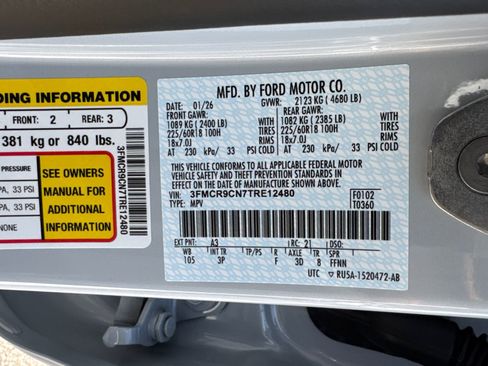 DING INFORMATION
FRONT: 2 REAR: 3
381 kg or 840 lbs.
PRESSURE
PA, 33 PSI
PA, 33 PSI
NONE
SEE OWNERS
MANUAL FOR
ADDITIONAL
INFORMATION
3FMCR9CN7TRE12480
MFD. BY FORD MOTOR CO.
DATE: 01/26 GVWR: 2123 KG ( 4680 LB)
FRONT GAWR: REAR GAWR:
1089 KG ( 2400 LB) WITH 1082 KG ( 2385 LB) WITH
225/60R18 100H TIRES 225/60R18 100H TIRES
18x7.0J RIMS 18x7.0J RIMS
AT 230 kPa/ 33 PSI COLD AT 230 kPa/ 33 PSI COLD
THIS VEHICLE CONFORMS TO ALL APPLICABLE FEDERAL MOTOR
VEHICLE SAFETY AND THEFT PREVENTION STANDARDS IN EFFECT ON THE DATE OF MANUFACTURE
SHOWN ABOVE.
VIN: 3FMCR9CN7TRE12480 F0102
TYPE: MPV T0360
EXT PNT: A3 RC: 21 DSO:
WB INT TR TP/PS R AXLE TR SPR
105 3P F 3D 8 FFNN
UTC ▽ RU5A-1520472-AB